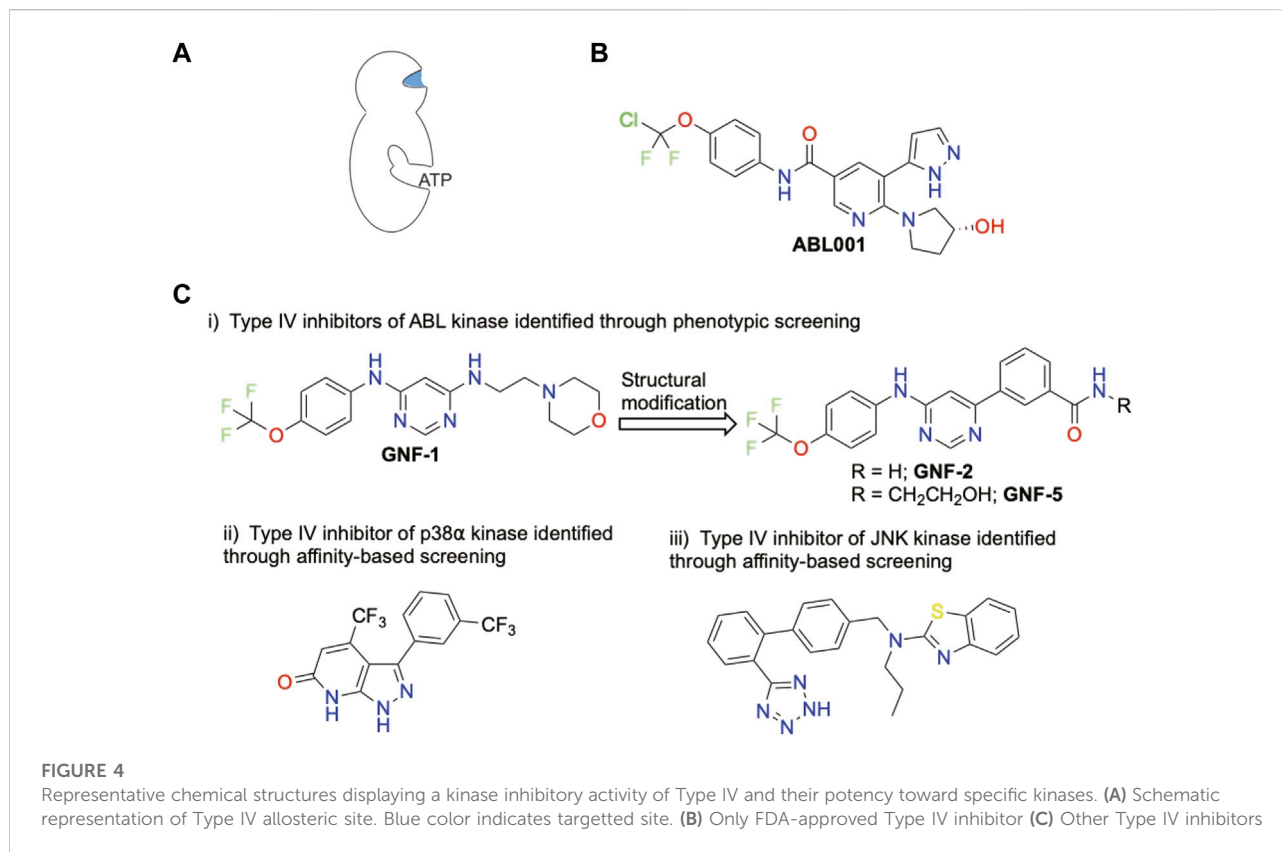 A
B
ATP
Cl
O
F
F
O
N
H
N
N
N
H
N
OH
ABL001
C
i) Type IV inhibitors of ABL kinase identified through phenotypic screening
H
N
H
N
N
O
N
N
F
F
F
O
GNF-1
Structural
modification
H
N
N
N
F
F
F
O
H
N
R
O
R = H; GNF-2
R = CH2CH2OH; GNF-5
ii) Type IV inhibitor of p38α kinase identified
through affinity-based screening
CF3
CF3
O
N
H
N
H
N
iii) Type IV inhibitor of JNK kinase identified
through affinity-based screening
S
N
N
N
N
NH
N
FIGURE 4
Representative chemical structures displaying a kinase inhibitory activity of Type IV and their potency toward specific kinases. (A) Schematic
representation of Type IV allosteric site. Blue color indicates targetted site. (B) Only FDA-approved Type IV inhibitor (C) Other Type IV inhibitors